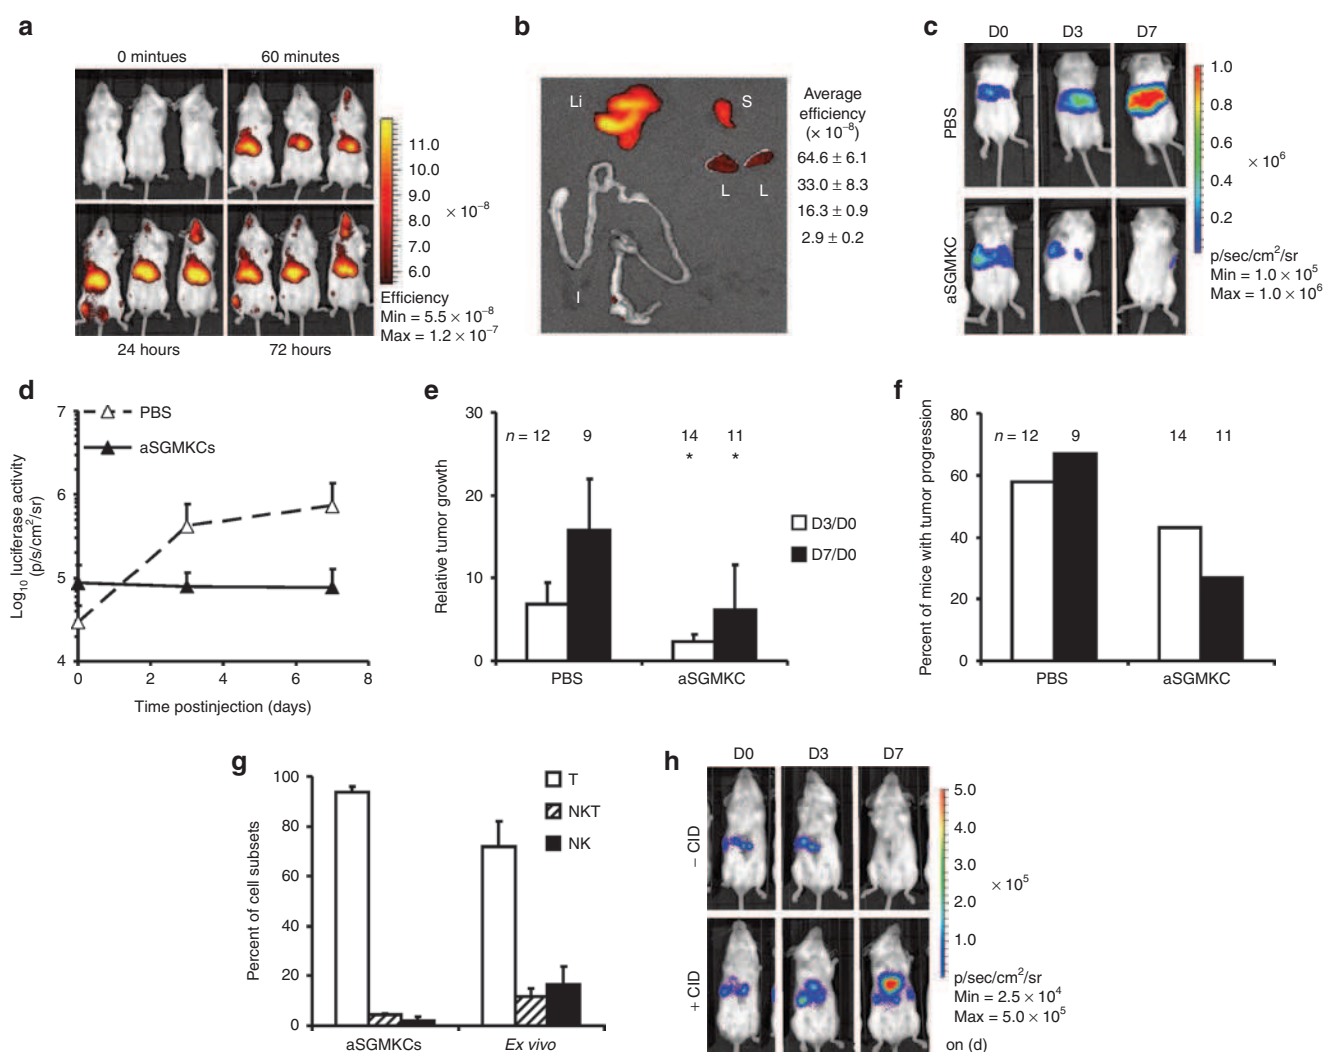 a
0 mintues
60 minutes
11.0
10.0
9.0
8.0
7.0
6.0
× 10⁻⁸
Efficiency
Min = 5.5 × 10⁻⁸
Max = 1.2 × 10⁻⁷
24 hours
72 hours
b
Li
S
L
L
I
Average
efficiency
(× 10⁻⁸)
64.6 ± 6.1
33.0 ± 8.3
16.3 ± 0.9
2.9 ± 0.2
c
D0
D3
D7
PBS
aSGMKC
1.0
0.8
0.6
0.4
0.2
× 10⁶
p/sec/cm²/sr
Min = 1.0 × 10⁵
Max = 1.0 × 10⁶
d
PBS
aSGMKCs
Log₁₀ luciferase activity
(p/s/cm²/sr)
7
6
5
4
0
2
4
6
8
Time postinjection (days)
e
Relative tumor growth
30
20
10
0
n = 12
9
14
11
*
*
PBS
aSGMKC
D3/D0
D7/D0
f
Percent of mice with tumor progression
80
60
40
20
0
n = 12
9
14
11
PBS
aSGMKC
g
Percent of cell subsets
100
80
60
40
20
0
T
NKT
NK
aSGMKCs
Ex vivo
h
D0
D3
D7
− CID
+ CID
5.0
4.0
3.0
2.0
1.0
× 10⁵
p/sec/cm²/sr
Min = 2.5 × 10⁴
Max = 5.0 × 10⁵
on (d)